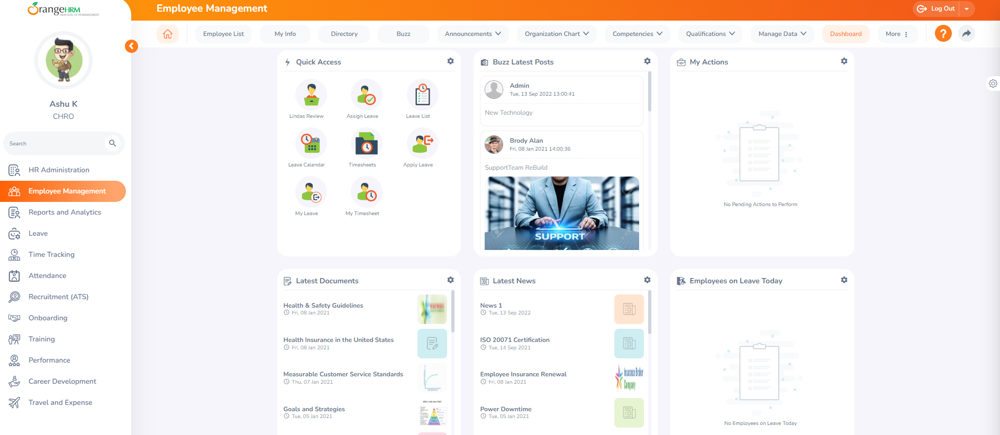 OrangeHRM
NEW LEVEL OF HR MANAGEMENT
Employee Management
Log Out
Ashu K
CHRO
Search
HR Administration
Employee Management
Reports and Analytics
Leave
Time Tracking
Attendance
Recruitment (ATS)
Onboarding
Training
Performance
Career Development
Travel and Expense
Employee List
My Info
Directory
Buzz
Announcements
Organization Chart
Competencies
Qualifications
Manage Data
Dashboard
More
?
Quick Access
Lindas Review
Assign Leave
Leave List
Leave Calendar
Timesheets
Apply Leave
My Leave
My Timesheet
Buzz Latest Posts
Admin
Tue, 13 Sep 2022 13:00:41
New Technology
Brody Alan
Fri, 08 Jan 2021 14:00:36
SupportTeam ReBuild
SUPPORT
My Actions
No Pending Actions to Perform
Latest Documents
Health & Safety Guidelines
Fri, 08 Jan 2021
Health Insurance in the United States
Fri, 08 Jan 2021
Measurable Customer Service Standards
Thu, 07 Jan 2021
Goals and Strategies
Tue, 05 Jan 2021
Latest News
News 1
Tue, 13 Sep 2022
ISO 20071 Certification
Tue, 14 Sep 2021
Employee Insurance Renewal
Fri, 08 Jan 2021
Insurance Broker
Company
Power Downtime
Tue, 05 Jan 2021
Employees on Leave Today
No Employees on Leave Today